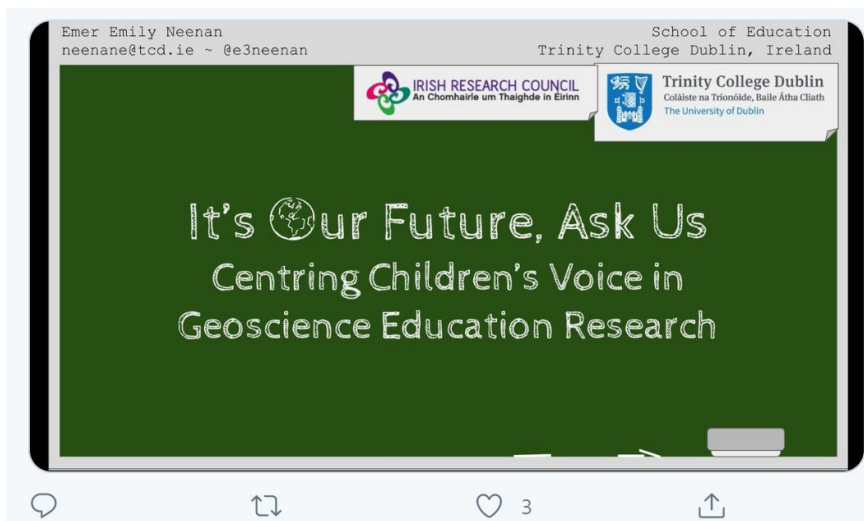 Emer Emily Neenan
neenane@tcd.ie ~ @e3neenan
School of Education
Trinity College Dublin, Ireland
IRISH RESEARCH COUNCIL
An Chomhairle um Thaighde in Éirinn
Trinity College Dublin
Coláiste na Tríonóide, Baile Átha Cliath
The University of Dublin
It's Our Future, Ask Us
Centring Children's Voice in
Geoscience Education Research
3